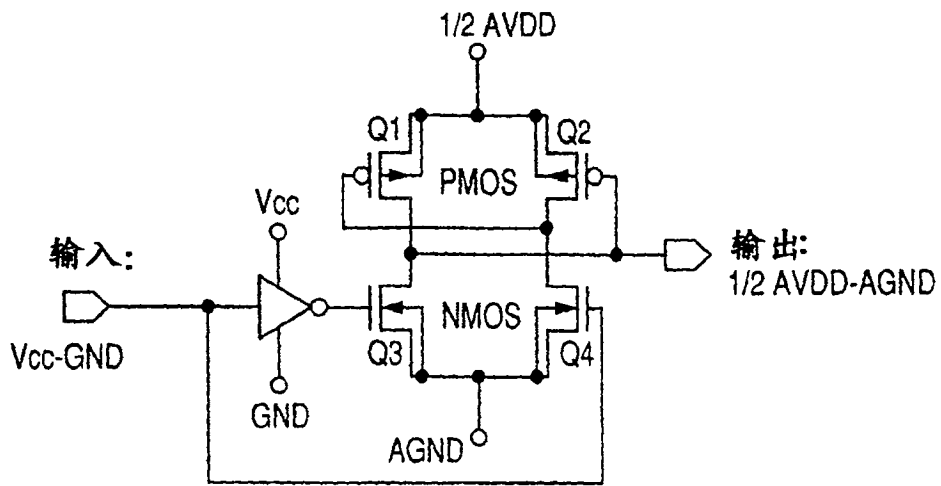 1/2 AVDD
Q1
Q2
PMOS
Vcc
输入:
输出:
1/2 AVDD-AGND
NMOS
Vcc-GND
Q3
Q4
GND
AGND